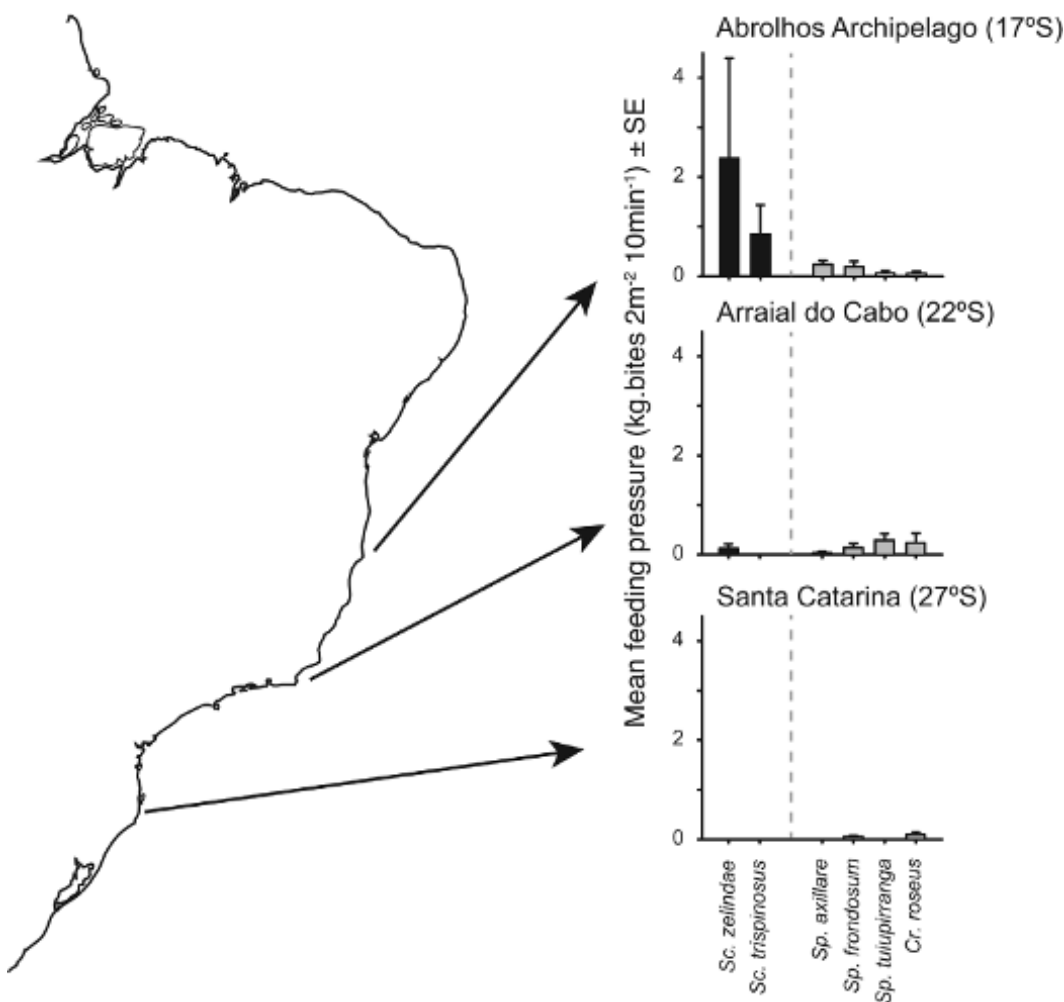 Abrolhos Archipelago (17ºS)
4
2
0
Arraial do Cabo (22ºS)
4
2
0
Santa Catarina (27ºS)
4
2
0
Mean feeding pressure (kg.bites 2m⁻² 10min⁻¹) ± SE
Sc. zelindae
Sc. trispinosus
Sp. axillare
Sp. frondosum
Sp. tuiupirranga
Cr. roseus